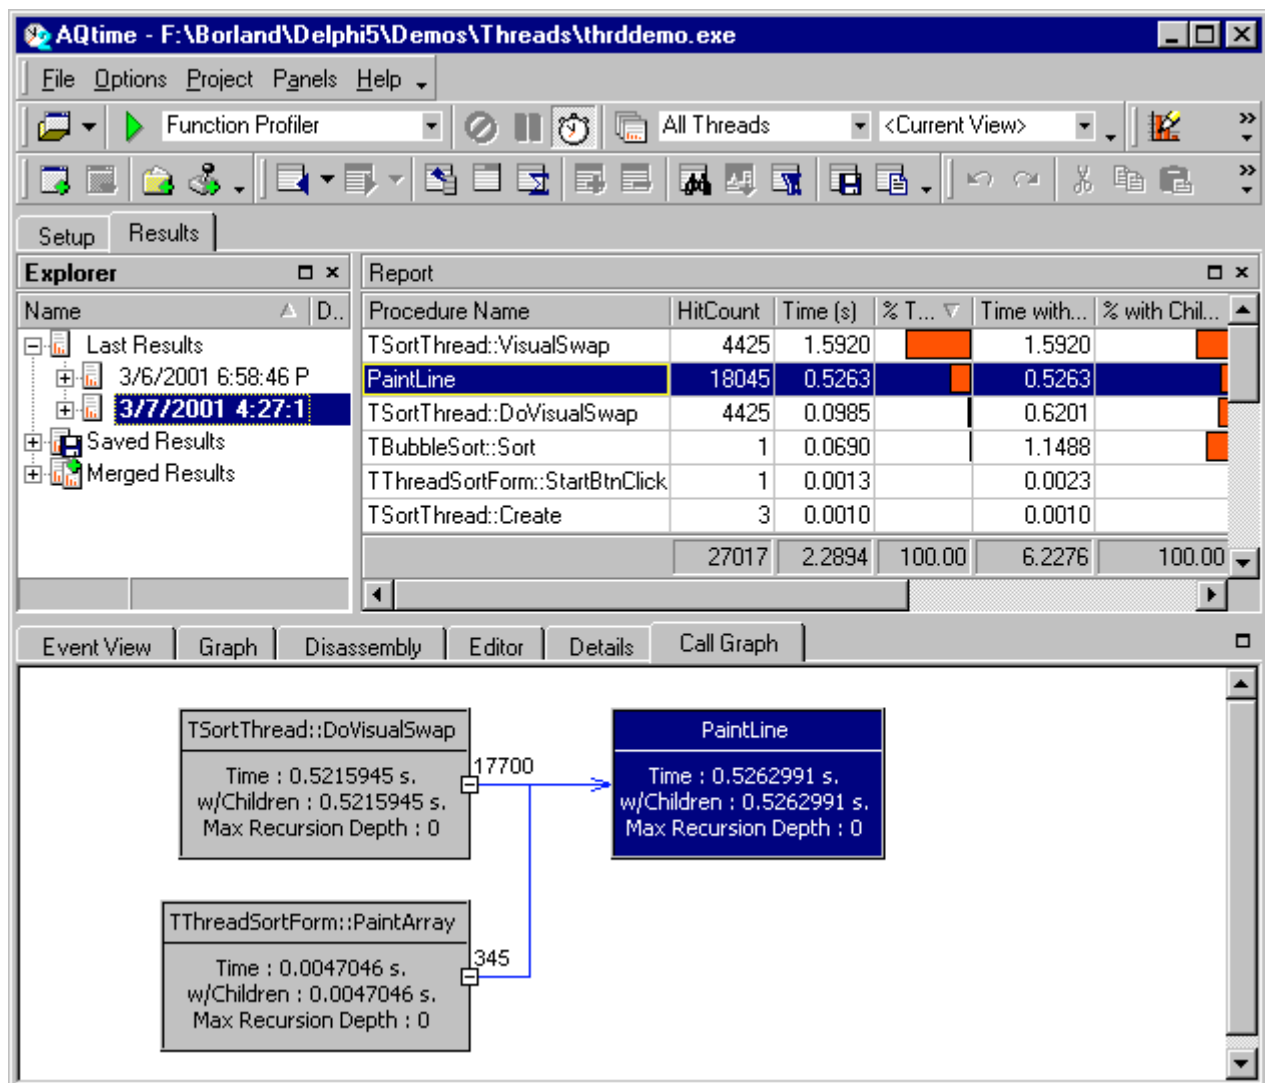 AQtime - F:\Borland\Delphi5\Demos\Threads\thrddemo.exe
File Options Project Panels Help
Function Profiler All Threads <Current View>
Setup Results
Explorer
Name D..
Last Results
3/6/2001 6:58:46 P
3/7/2001 4:27:1
Saved Results
Merged Results
Report
Procedure Name HitCount Time (s) % T... Time with... % with Chil...
TSortThread::VisualSwap 4425 1.5920 1.5920
PaintLine 18045 0.5263 0.5263
TSortThread::DoVisualSwap 4425 0.0985 0.6201
TBubbleSort::Sort 1 0.0690 1.1488
TThreadSortForm::StartBtnClick 1 0.0013 0.0023
TSortThread::Create 3 0.0010 0.0010
27017 2.2894 100.00 6.2276 100.00
Event View Graph Disassembly Editor Details Call Graph
TSortThread::DoVisualSwap
Time : 0.5215945 s.
w/Children : 0.5215945 s.
Max Recursion Depth : 0
17700
PaintLine
Time : 0.5262991 s.
w/Children : 0.5262991 s.
Max Recursion Depth : 0
TThreadSortForm::PaintArray
Time : 0.0047046 s.
w/Children : 0.0047046 s.
Max Recursion Depth : 0
345